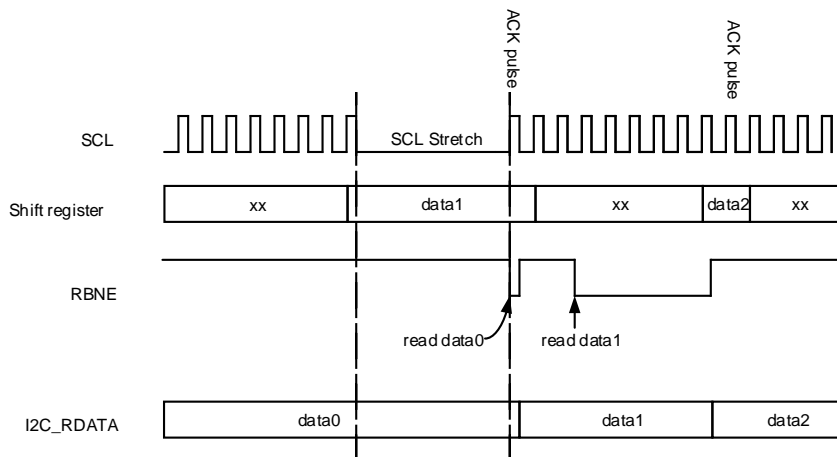 ACK pulse
ACK pulse
SCL
SCL Stretch
Shift register
xx
data1
xx
data2
xx
RBNE
read data0
read data1
I2C_RDATA
data0
data1
data2